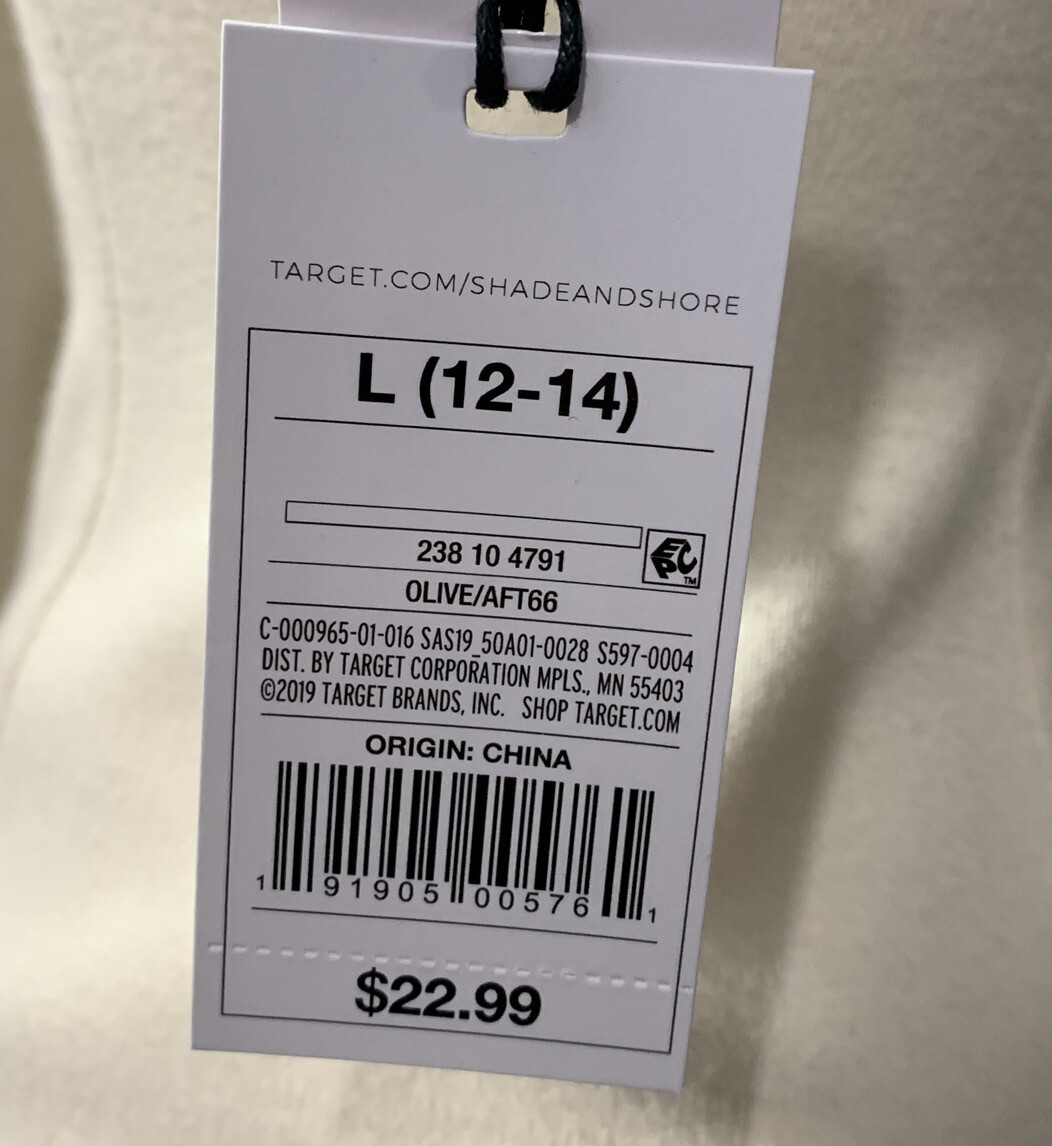 TARGET.COM/SHADEANDSHORE
L (12-14)
238 10 4791
EPC
TM
OLIVE/AFT66
C-000965-01-016 SAS19_50A01-0028 S597-0004
DIST. BY TARGET CORPORATION MPLS., MN 55403
©2019 TARGET BRANDS, INC. SHOP TARGET.COM
ORIGIN: CHINA
1 91905 00576 1
$22.99